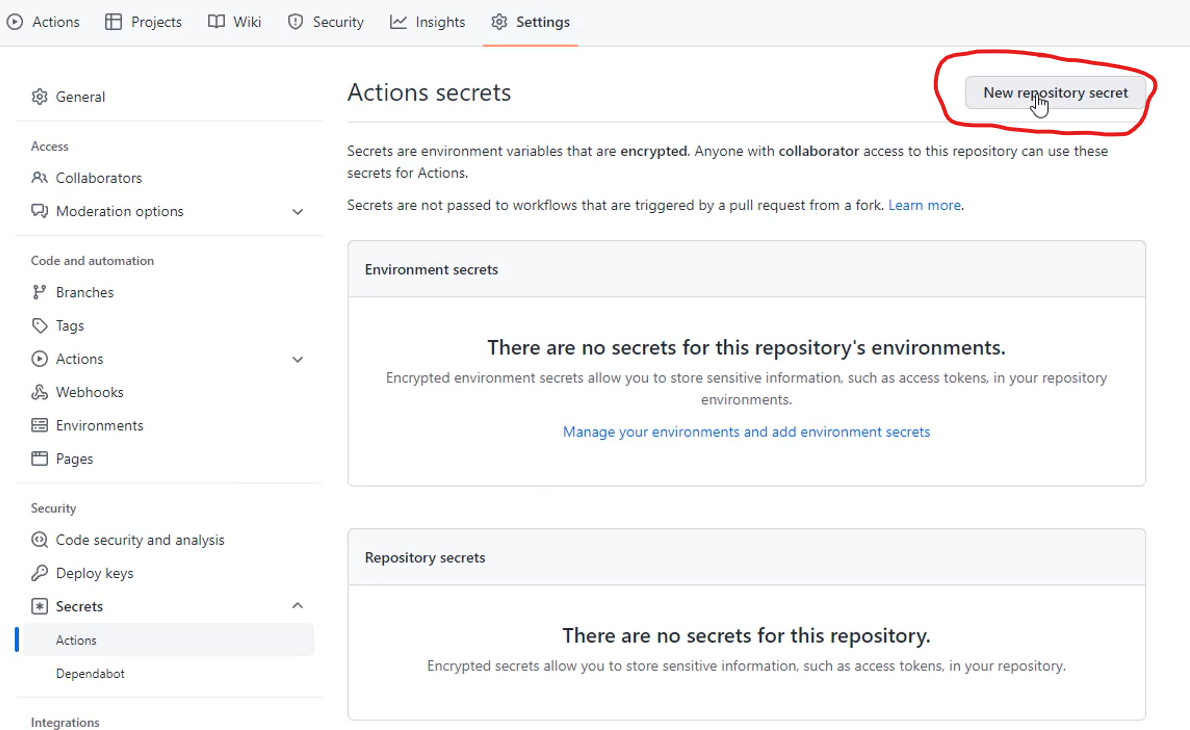 Actions Projects Wiki Security Insights Settings
General
Access
Collaborators
Moderation options
Code and automation
Branches
Tags
Actions
Webhooks
Environments
Pages
Security
Code security and analysis
Deploy keys
Secrets
Actions
Dependabot
Integrations
Actions secrets
New repository secret
Secrets are environment variables that are encrypted. Anyone with collaborator access to this repository can use these
secrets for Actions.
Secrets are not passed to workflows that are triggered by a pull request from a fork. Learn more.
Environment secrets
There are no secrets for this repository's environments.
Encrypted environment secrets allow you to store sensitive information, such as access tokens, in your repository
environments.
Manage your environments and add environment secrets
Repository secrets
There are no secrets for this repository.
Encrypted secrets allow you to store sensitive information, such as access tokens, in your repository.